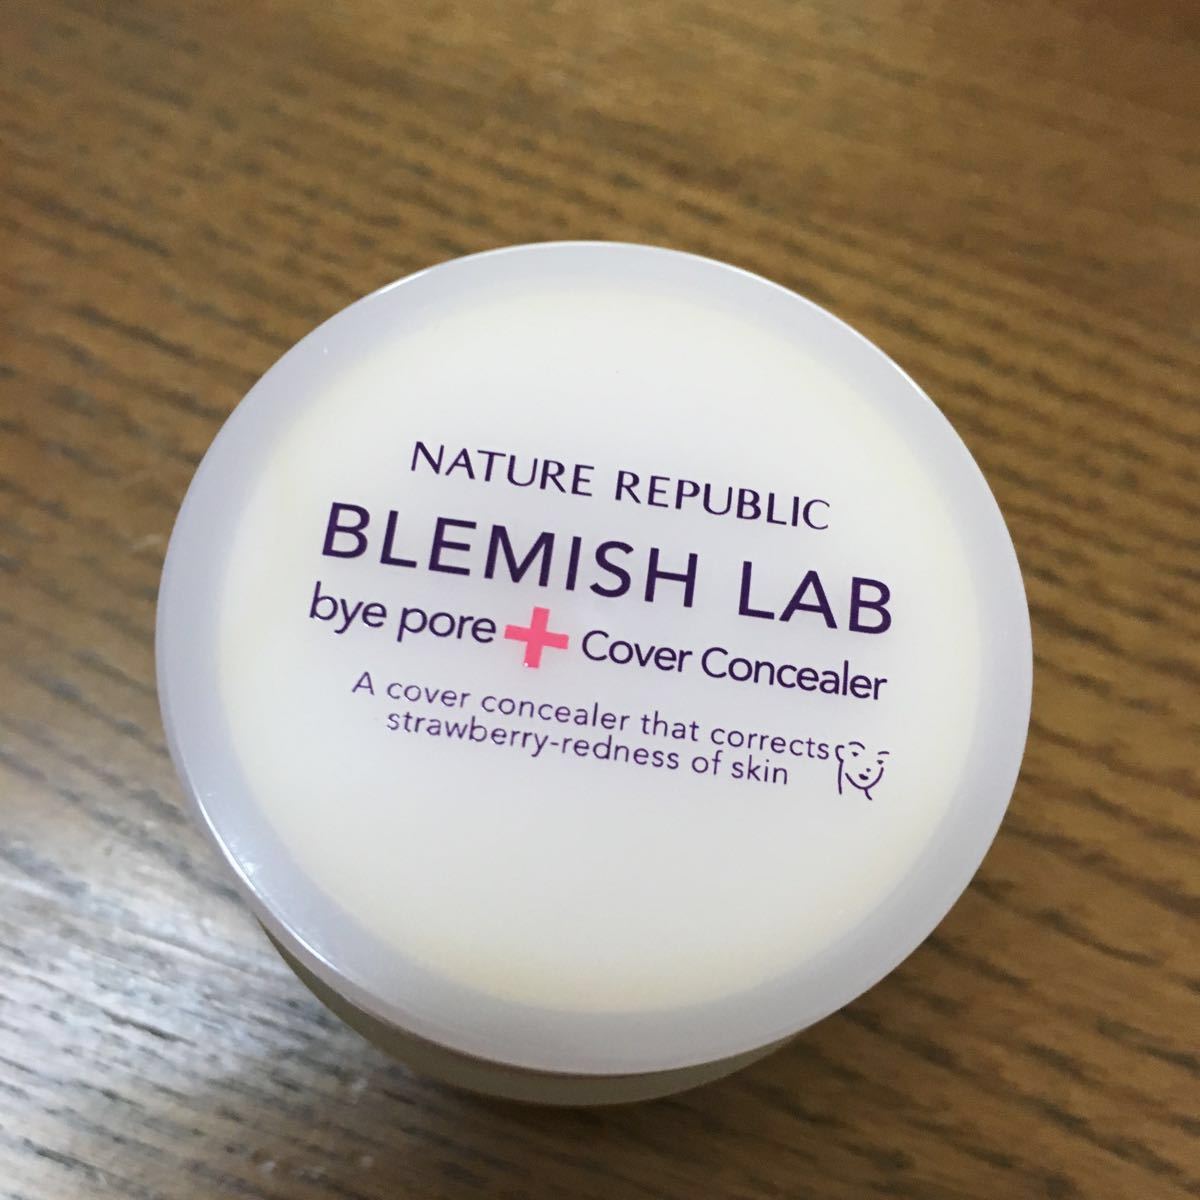 NATURE REPUBLIC
BLEMISH LAB
bye pore + Cover Concealer
A cover concealer that corrects
strawberry-redness of skin